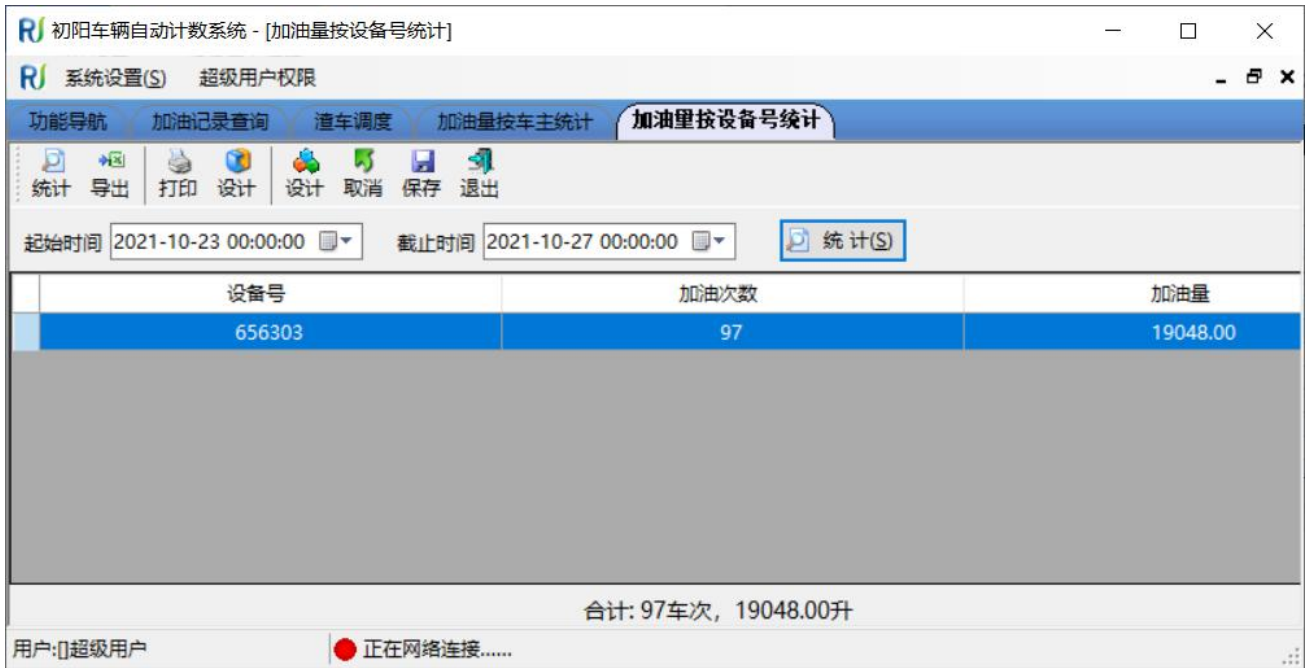 初阳车辆自动计数系统 - [加油量按设备号统计]
系统设置(S) 超级用户权限
功能导航 加油记录查询 渣车调度 加油量按车主统计 加油量按设备号统计
统计 导出 打印 设计 设计 取消 保存 退出
起始时间 2021-10-23 00:00:00 截止时间 2021-10-27 00:00:00 统 计(S)
设备号 加油次数 加油量
656303 97 19048.00
合计: 97车次，19048.00升
用户:[]超级用户 正在网络连接......